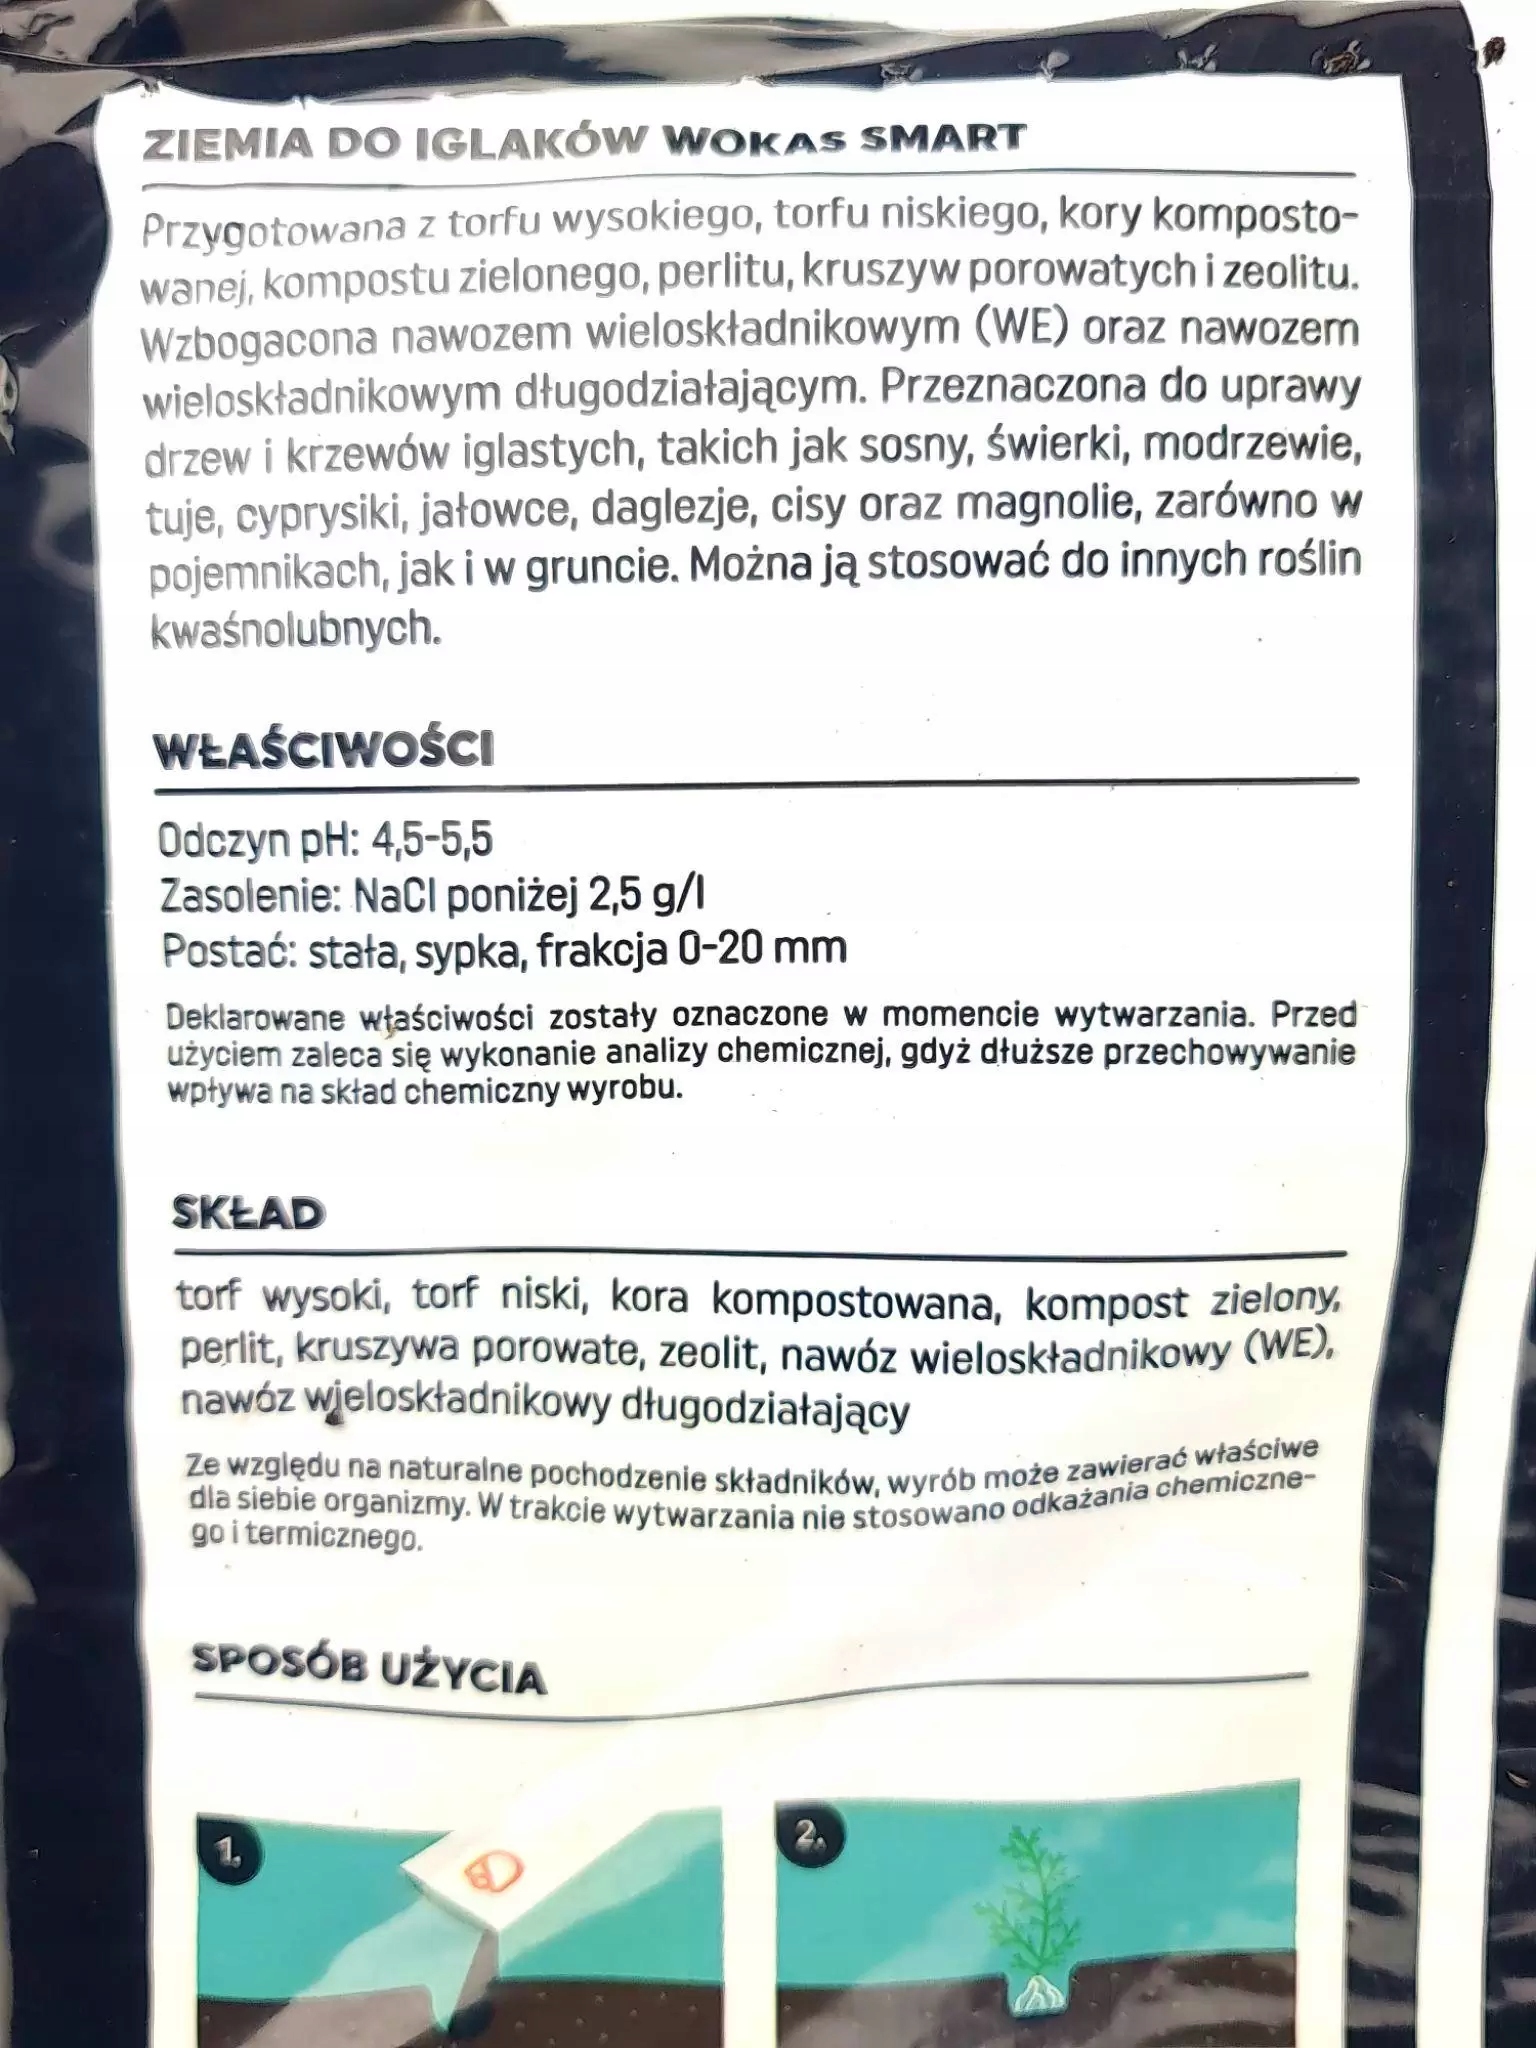 ZIEMIA DO IGLAKÓW WOKAS SMART
Przygotowana z torfu wysokiego, torfu niskiego, kory komposto-
wanej, kompostu zielonego, perlitu, kruszyw porowatych i zeolitu.
Wzbogacona nawozem wieloskładnikowym (WE) oraz nawozem
wieloskładnikowym długodziałającym. Przeznaczona do uprawy
drzew i krzewów iglastych, takich jak sosny, świerki, modrzewie,
tuje, cyprysiki, jałowce, daglezje, cisy oraz magnolie, zarówno w
pojemnikach, jak i w gruncie. Można ją stosować do innych roślin
kwaśnolubnych.
WŁAŚCIWOŚCI
Odczyn pH: 4,5-5,5
Zasolenie: NaCl poniżej 2,5 g/l
Postać: stała, sypka, frakcja 0-20 mm
Deklarowane właściwości zostały oznaczone w momencie wytwarzania. Przed
użyciem zaleca się wykonanie analizy chemicznej, gdyż dłuższe przechowywanie
wpływa na skład chemiczny wyrobu.
SKŁAD
torf wysoki, torf niski, kora kompostowana, kompost zielony,
perlit, kruszywa porowate, zeolit, nawóz wieloskładnikowy (WE),
nawóz wieloskładnikowy długodziałający
Ze względu na naturalne pochodzenie składników, wyrób może zawierać właściwe
dla siebie organizmy. W trakcie wytwarzania nie stosowano odkażania chemiczne-
go i termicznego.
SPOSÓB UŻYCIA
1.
2.